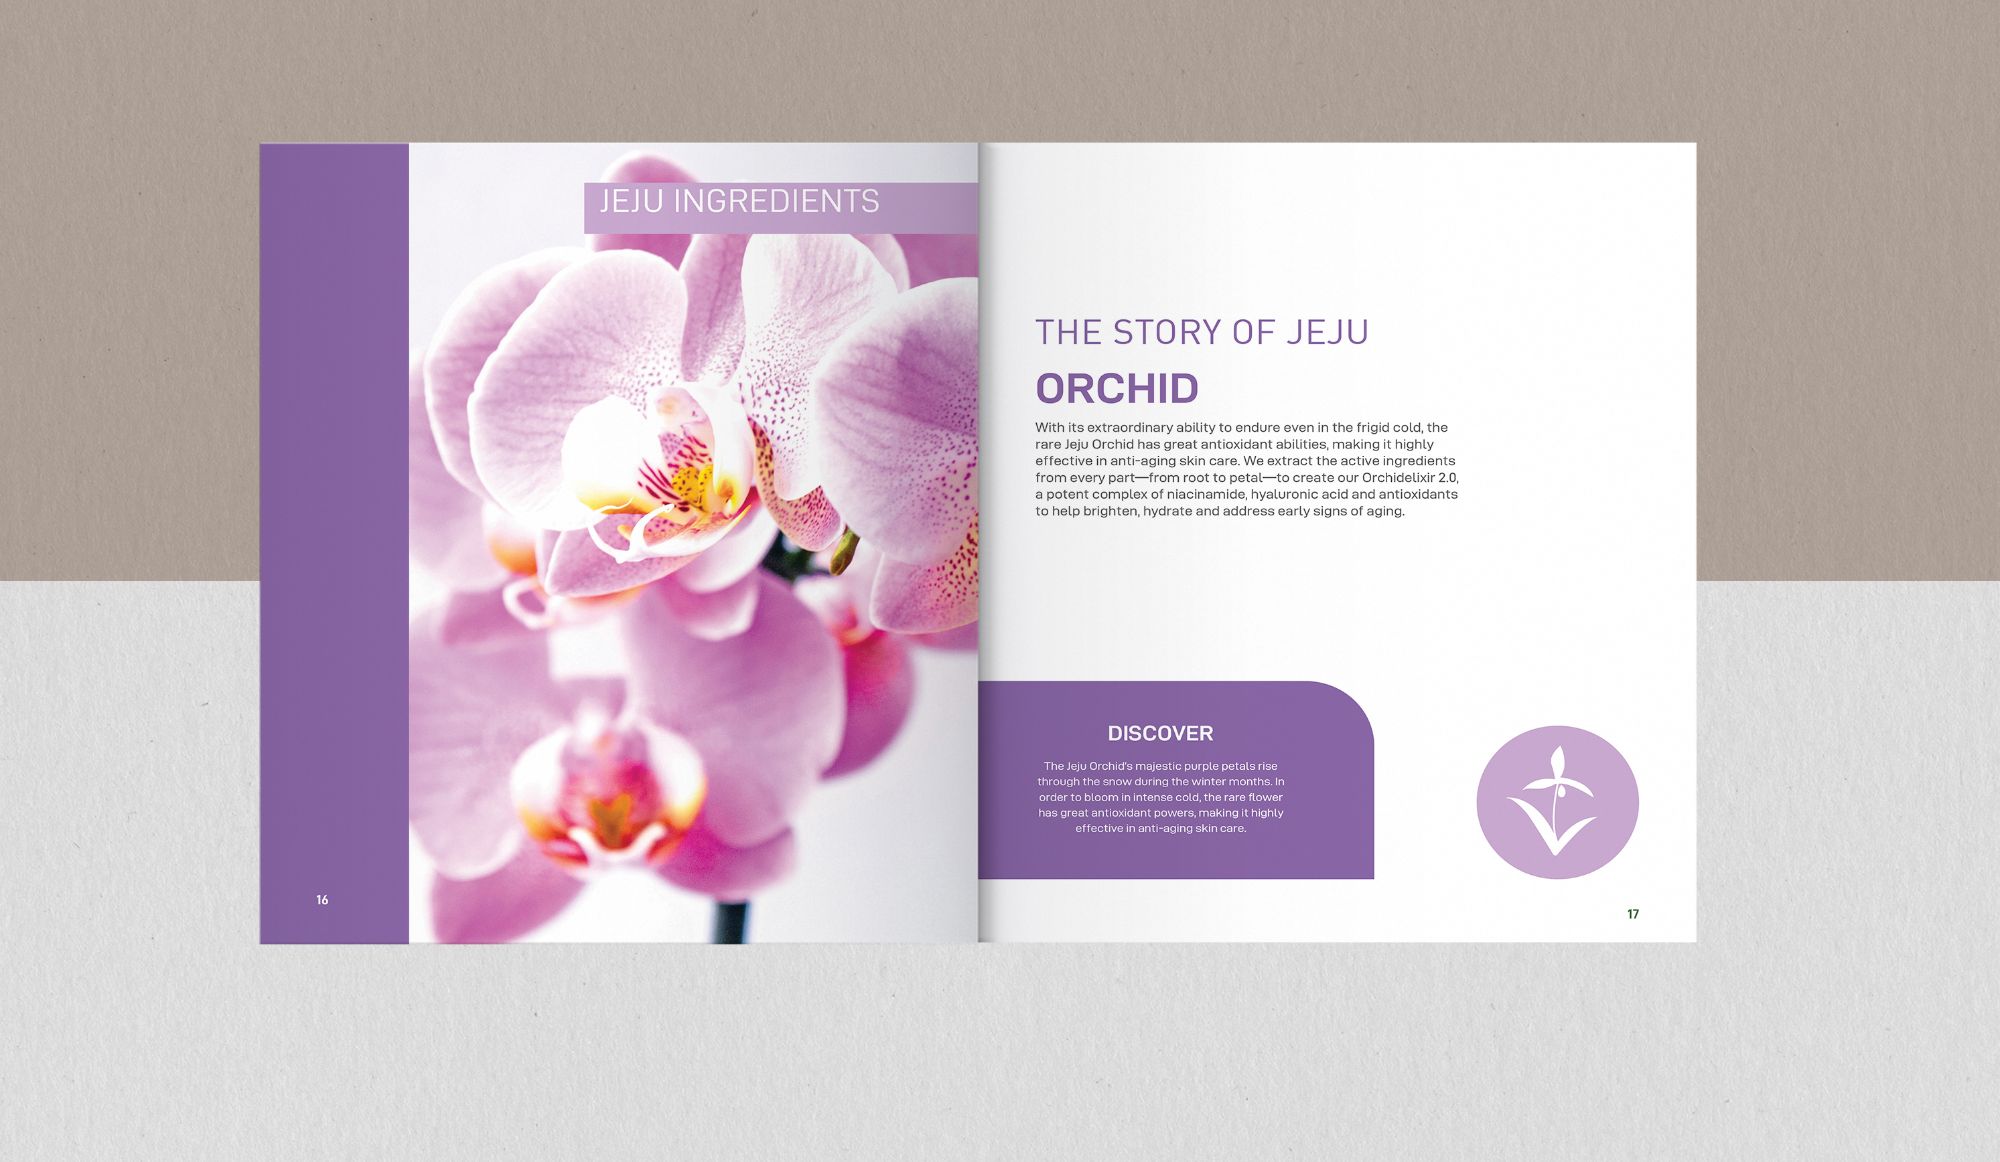 JEJU INGREDIENTS
16
THE STORY OF JEJU
ORCHID
With its extraordinary ability to endure even in the frigid cold, the
rare Jeju Orchid has great antioxidant abilities, making it highly
effective in anti-aging skin care. We extract the active ingredients
from every part—from root to petal—to create our Orchidelixir 2.0,
a potent complex of niacinamide, hyaluronic acid and antioxidants
to help brighten, hydrate and address early signs of aging.
DISCOVER
The Jeju Orchid's majestic purple petals rise
through the snow during the winter months. In
order to bloom in intense cold, the rare flower
has great antioxidant powers, making it highly
effective in anti-aging skin care.
17